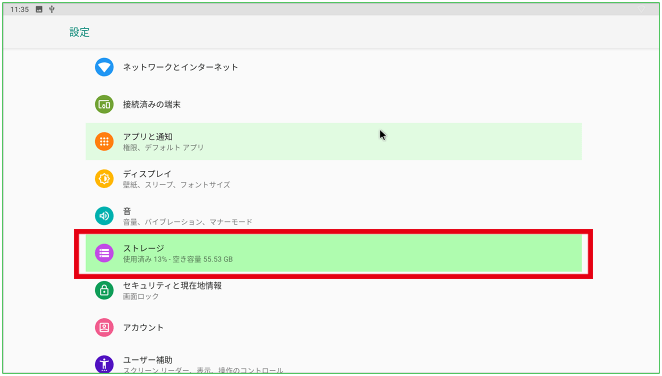 11:35
設定
ネットワークとインターネット
接続済みの端末
アプリと通知
権限、デフォルト アプリ
ディスプレイ
壁紙、スリープ、フォントサイズ
音
音量、バイブレーション、マナーモード
ストレージ
使用済み 13% - 空き容量 55.53 GB
セキュリティと現在地情報
画面ロック
アカウント
ユーザー補助
スクリーン リーダー、表示、操作のコントロール